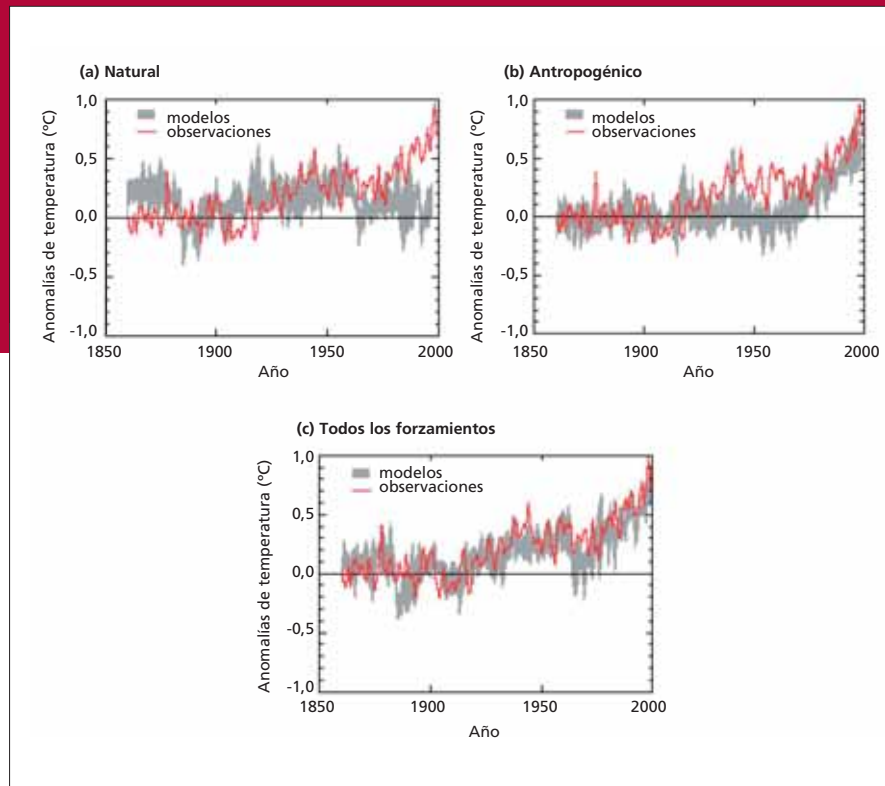 (a) Natural
Anomalías de temperatura (°C)
1,0
0,5
0,0
-0,5
-1,0
modelos
observaciones
1850
1900
1950
2000
Año
(b) Antropogénico
Anomalías de temperatura (°C)
1,0
0,5
0,0
-0,5
-1,0
modelos
observaciones
1850
1900
1950
2000
Año
(c) Todos los forzamientos
Anomalías de temperatura (°C)
1,0
0,5
0,0
-0,5
-1,0
modelos
observaciones
1850
1900
1950
2000
Año